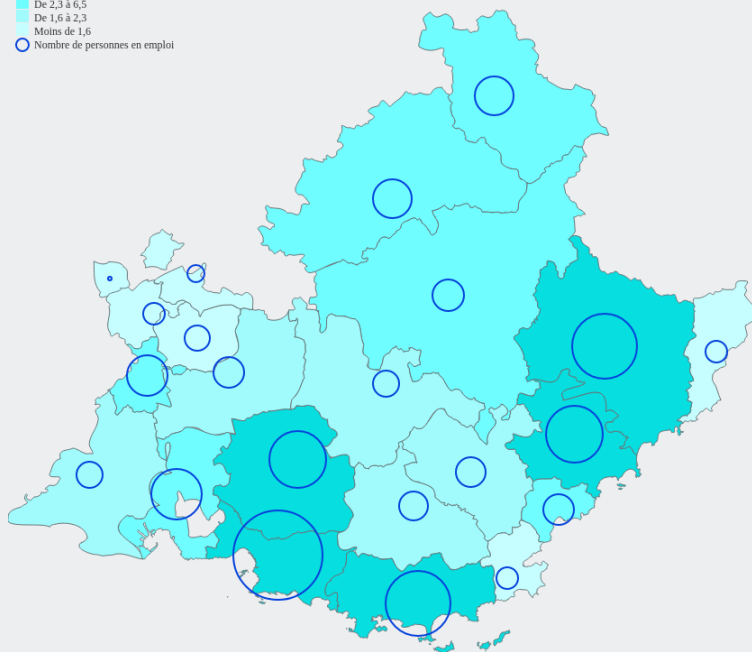 De 2,3 à 6,5
De 1,6 à 2,3
Moins de 1,6
Nombre de personnes en emploi